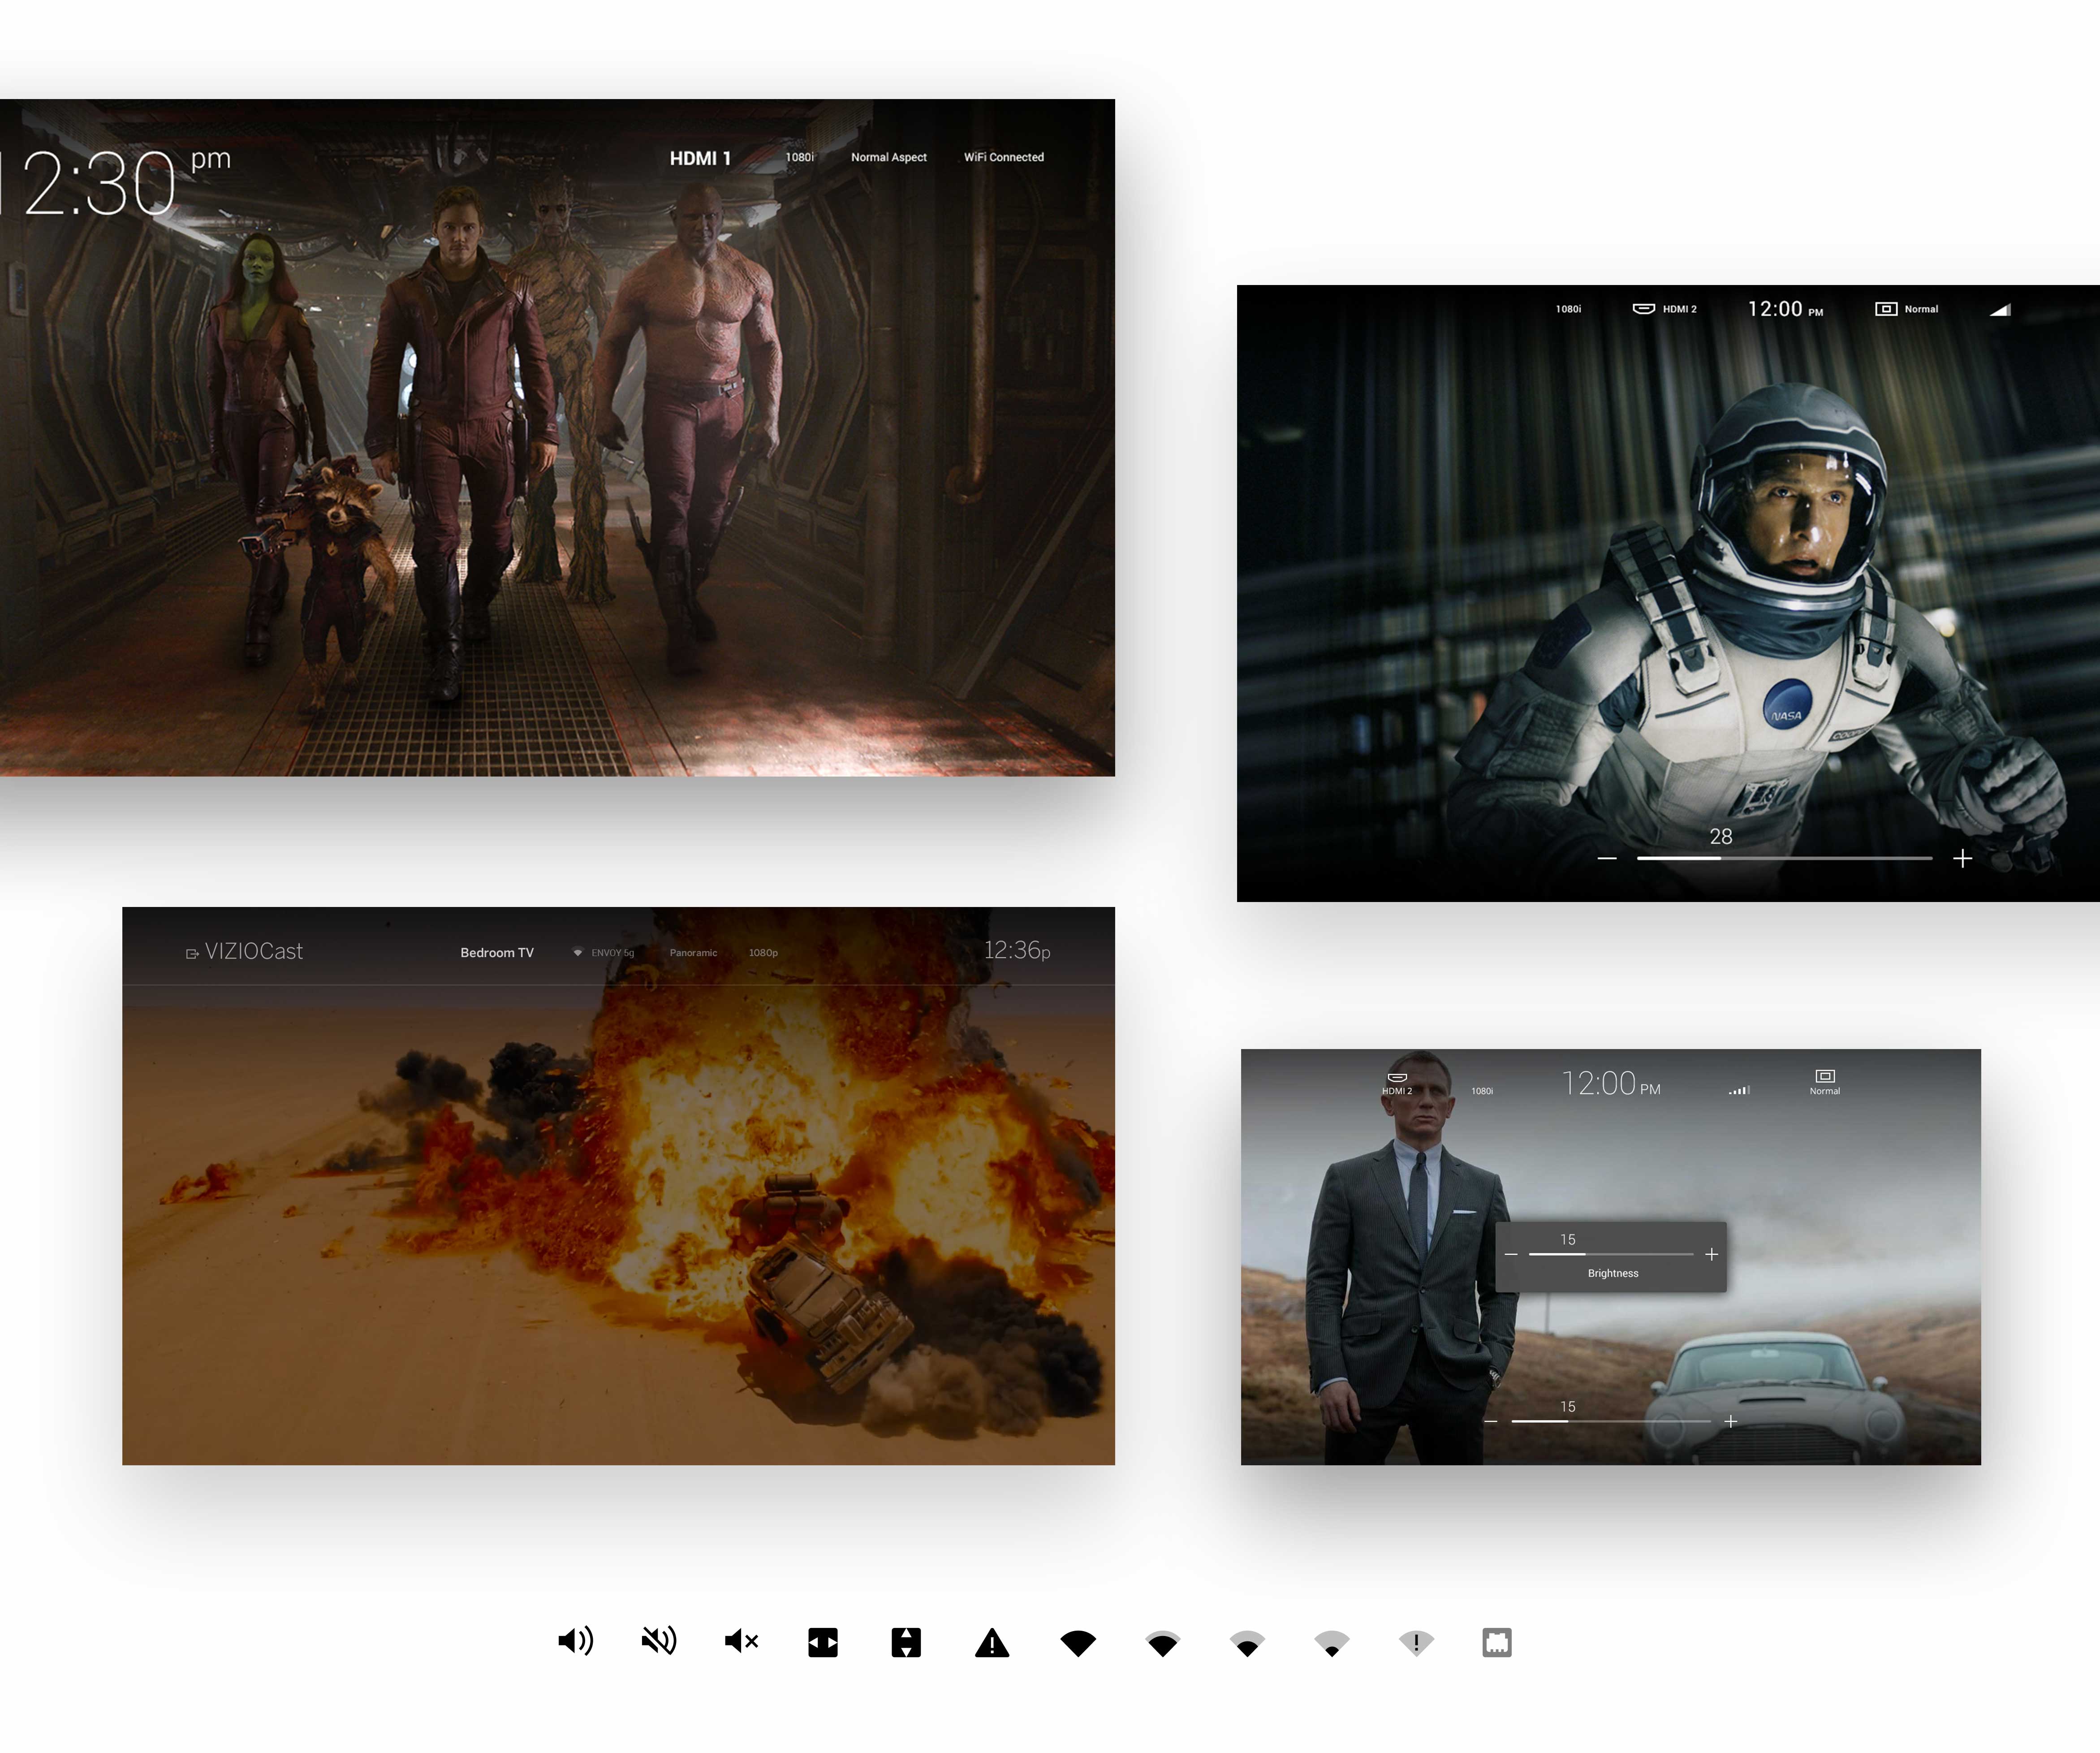 12:30 pm
HDMI 1 1080i Normal Aspect WiFi Connected
1080i HDMI 2 12:00 PM Normal
NASA
COOPER
28
VIZIOCast Bedroom TV ENVOY 5g Panoramic 1080p 12:36p
HDMI 2 1080i 12:00 PM Normal
15
Brightness
15